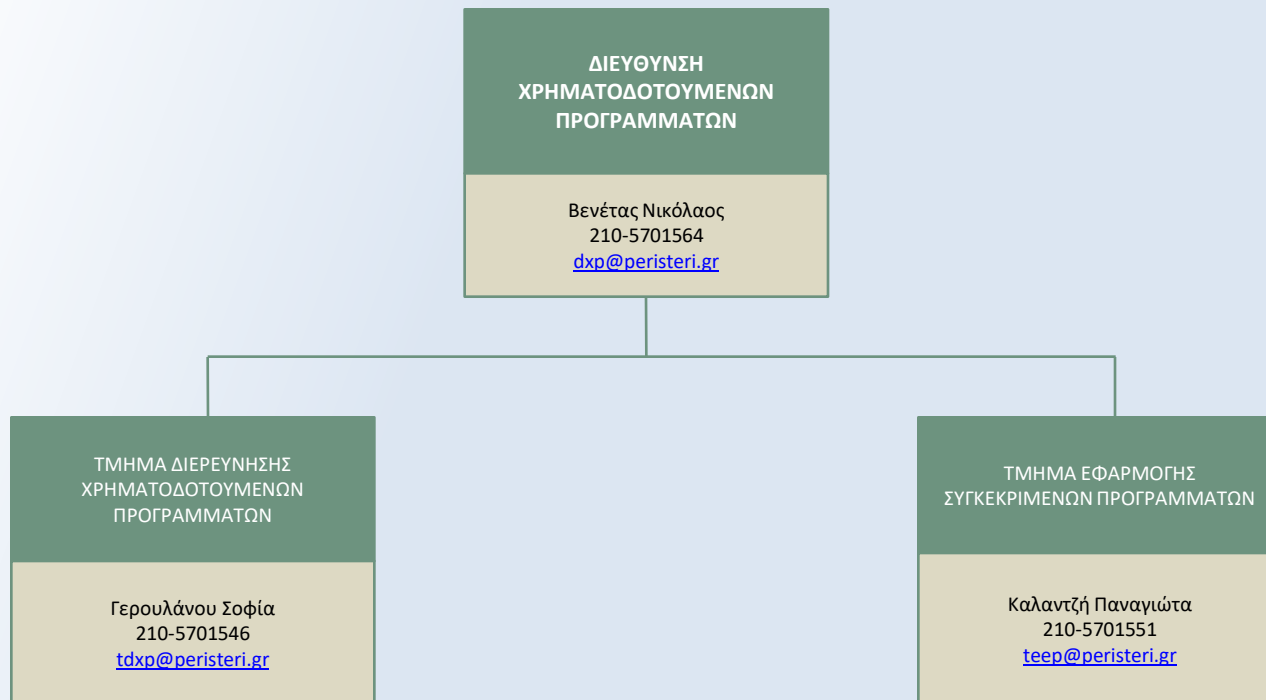 ΔΙΕΥΘΥΝΣΗ
ΧΡΗΜΑΤΟΔΟΤΟΥΜΕΝΩΝ
ΠΡΟΓΡΑΜΜΑΤΩΝ
Βενέτας Νικόλαος
210-5701564
dxp@peristeri.gr
ΤΜΗΜΑ ΔΙΕΡΕΥΝΗΣΗΣ
ΧΡΗΜΑΤΟΔΟΤΟΥΜΕΝΩΝ
ΠΡΟΓΡΑΜΜΑΤΩΝ
Γερουλάνου Σοφία
210-5701546
tdxp@peristeri.gr
ΤΜΗΜΑ ΕΦΑΡΜΟΓΗΣ
ΣΥΓΚΕΚΡΙΜΕΝΩΝ ΠΡΟΓΡΑΜΜΑΤΩΝ
Καλαντζή Παναγιώτα
210-5701551
teep@peristeri.gr